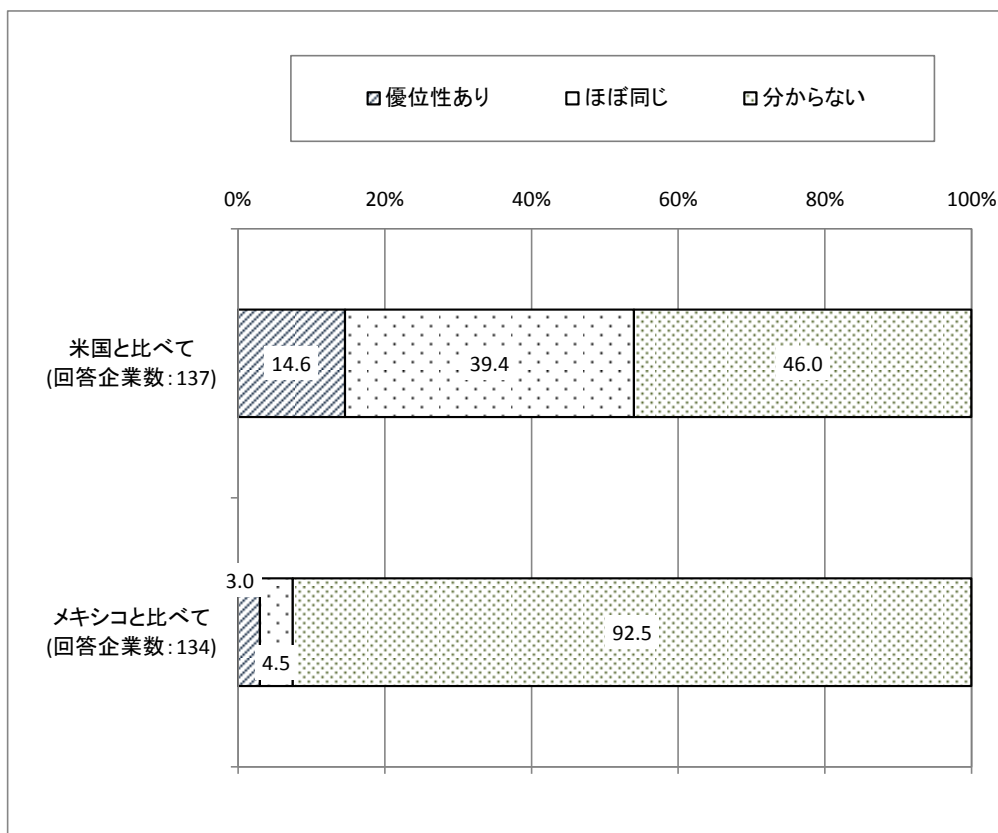 優位性あり ほぼ同じ 分からない
0% 20% 40% 60% 80% 100%
米国と比べて
(回答企業数:137)
14.6 39.4 46.0
3.0
メキシコと比べて
(回答企業数:134)
4.5 92.5